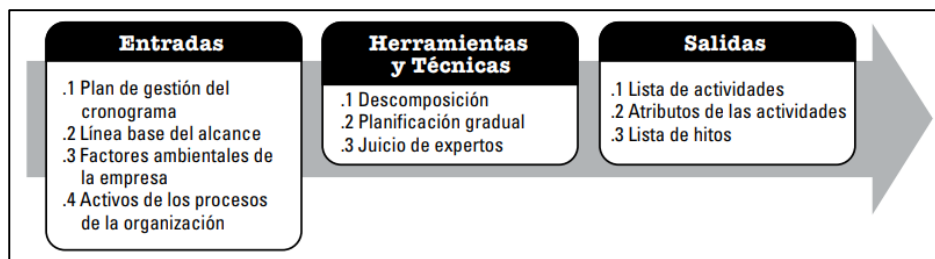 Entradas
.1 Plan de gestión del
cronograma
.2 Línea base del alcance
.3 Factores ambientales de
la empresa
.4 Activos de los procesos
de la organización
Herramientas
y Técnicas
.1 Descomposición
.2 Planificación gradual
.3 Juicio de expertos
Salidas
.1 Lista de actividades
.2 Atributos de las actividades
.3 Lista de hitos